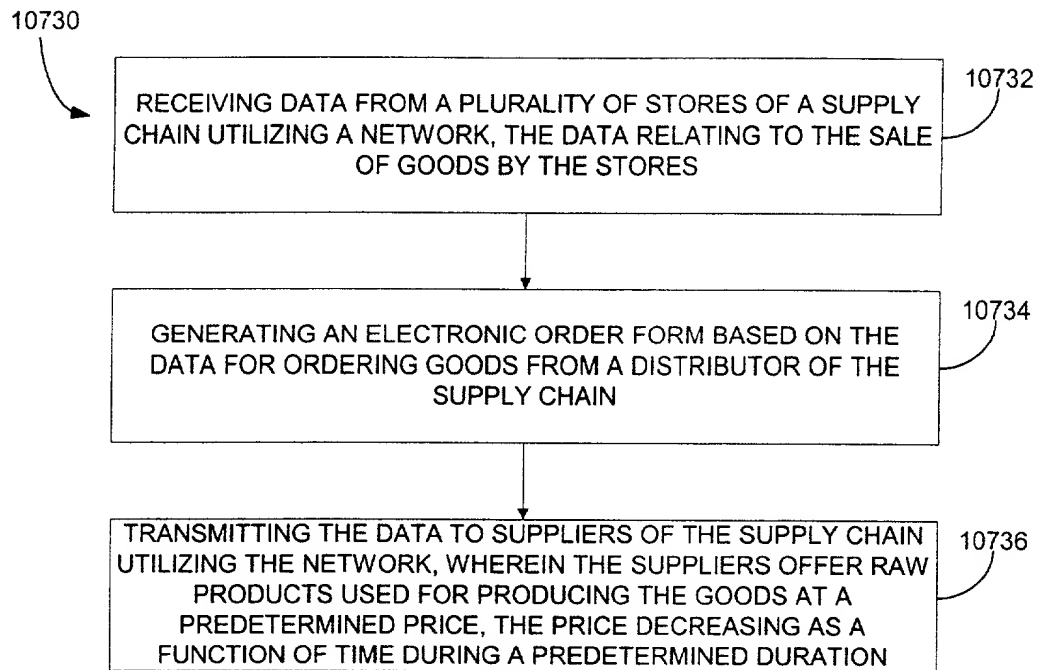 10730
10732
RECEIVING DATA FROM A PLURALITY OF STORES OF A SUPPLY
CHAIN UTILIZING A NETWORK, THE DATA RELATING TO THE SALE
OF GOODS BY THE STORES
10734
GENERATING AN ELECTRONIC ORDER FORM BASED ON THE
DATA FOR ORDERING GOODS FROM A DISTRIBUTOR OF THE
SUPPLY CHAIN
10736
TRANSMITTING THE DATA TO SUPPLIERS OF THE SUPPLY CHAIN
UTILIZING THE NETWORK, WHEREIN THE SUPPLIERS OFFER RAW
PRODUCTS USED FOR PRODUCING THE GOODS AT A
PREDETERMINED PRICE, THE PRICE DECREASING AS A
FUNCTION OF TIME DURING A PREDETERMINED DURATION